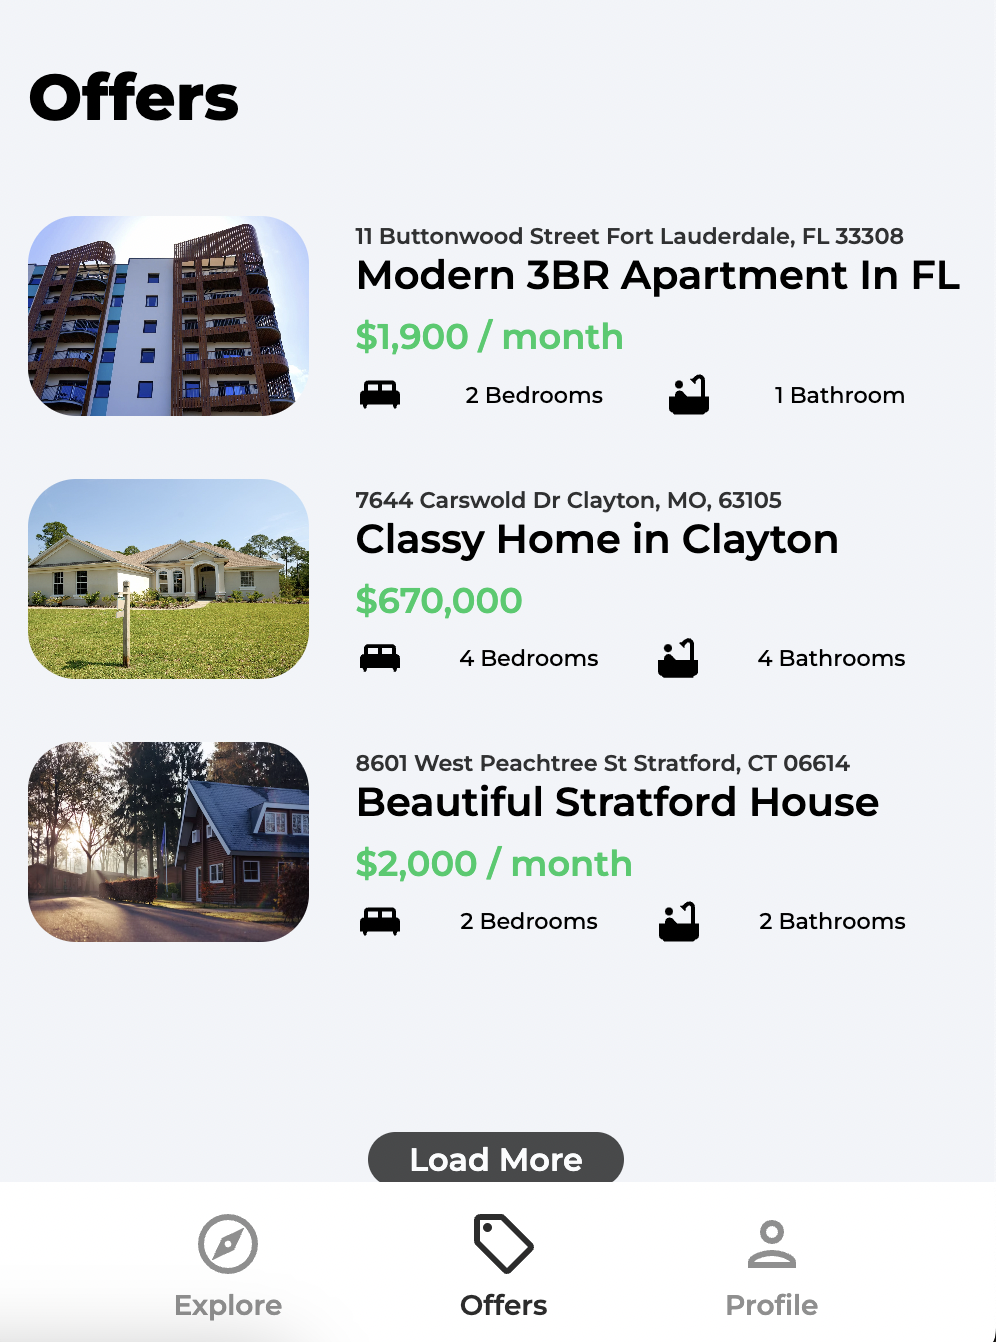 Offers
11 Buttonwood Street Fort Lauderdale, FL 33308
Modern 3BR Apartment In FL
$1,900 / month
2 Bedrooms 1 Bathroom
7644 Carswold Dr Clayton, MO, 63105
Classy Home in Clayton
$670,000
4 Bedrooms 4 Bathrooms
8601 West Peachtree St Stratford, CT 06614
Beautiful Stratford House
$2,000 / month
2 Bedrooms 2 Bathrooms
Load More
Explore Offers Profile